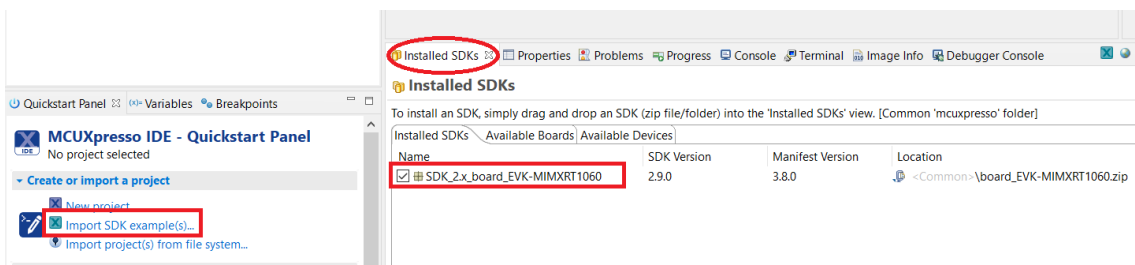 Installed SDKs Properties Problems Progress Console Terminal Image Info Debugger Console
Installed SDKs
To install an SDK, simply drag and drop an SDK (zip file/folder) into the 'Installed SDKs' view. [Common 'mcuxpresso' folder]
Installed SDKs Available Boards Available Devices
Name SDK Version Manifest Version Location
SDK_2.x_board_EVK-MIMXRT1060 2.9.0 3.8.0 <Common>\board_EVK-MIMXRT1060.zip
Quickstart Panel (x)= Variables Breakpoints
IDE
MCUXpresso IDE - Quickstart Panel
No project selected
Create or import a project
New project...
Import SDK example(s)...
Import project(s) from file system...